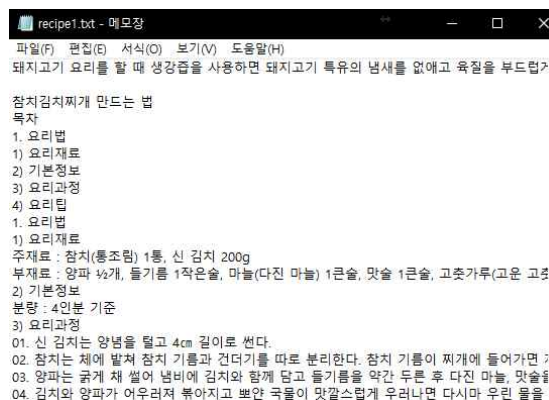 recipe1.txt - 메모장
파일(F) 편집(E) 서식(O) 보기(V) 도움말(H)
돼지고기 요리를 할 때 생강즙을 사용하면 돼지고기 특유의 냄새를 없애고 육질을 부드럽게
참치김치찌개 만드는 법
목차
1. 요리법
1) 요리재료
2) 기본정보
3) 요리과정
4) 요리팁
1. 요리법
1) 요리재료
주재료 : 참치(통조림) 1통, 신 김치 200g
부재료 : 양파 ½개, 들기름 1작은술, 마늘(다진 마늘) 1큰술, 맛술 1큰술, 고춧가루(고운 고춧
2) 기본정보
분량 : 4인분 기준
3) 요리과정
01. 신 김치는 양념을 털고 4㎝ 길이로 썬다.
02. 참치는 체에 밭쳐 참치 기름과 건더기를 따로 분리한다. 참치 기름이 찌개에 들어가면
03. 양파는 굵게 채 썰어 냄비에 김치와 함께 담고 들기름을 약간 두른 후 다진 마늘, 맛술을
04. 김치와 양파가 어우러져 볶아지고 뽀얀 국물이 맛깔스럽게 우러나면 다시마 우린 물을